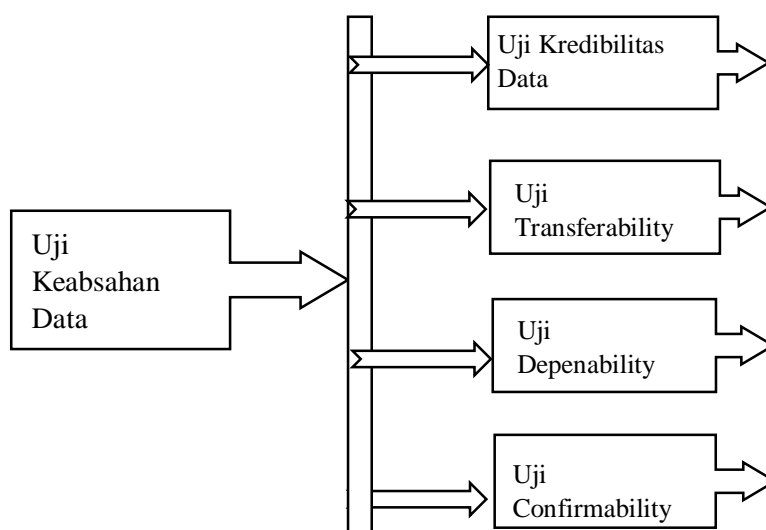 Uji
Keabsahan
Data
Uji Kredibilitas
Data
Uji
Transferability
Uji
Depenability
Uji
Confirmability